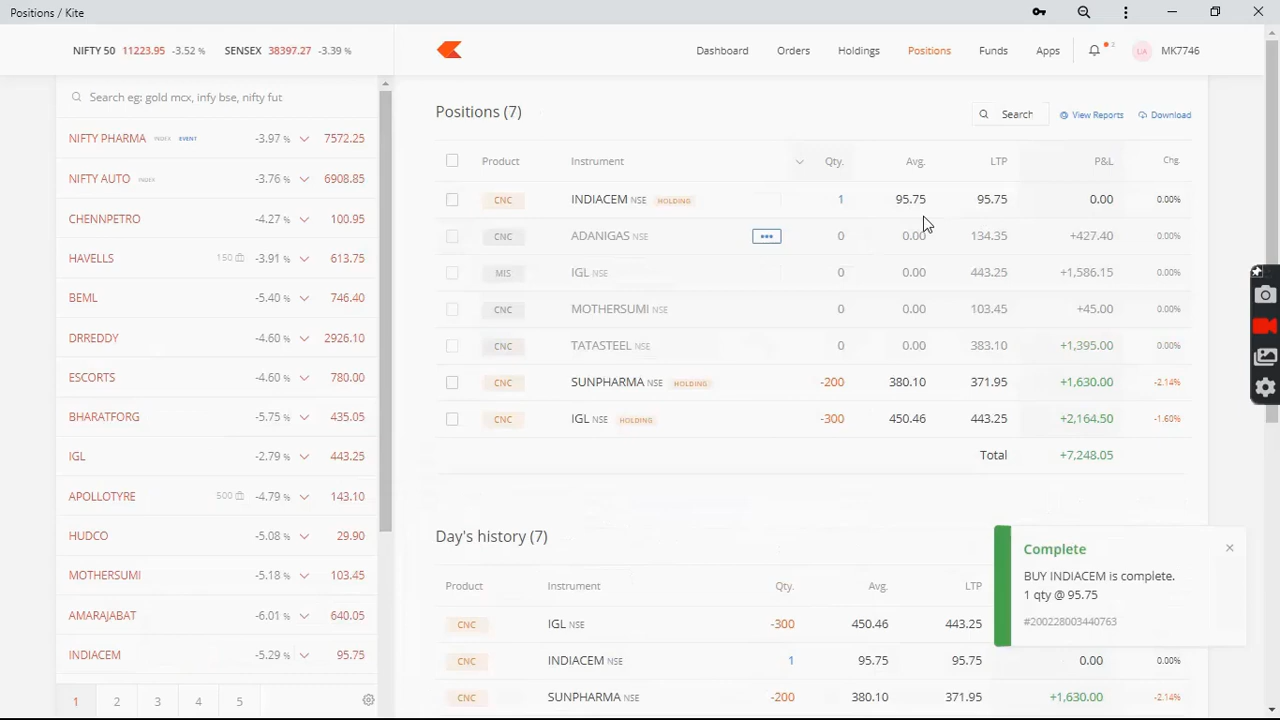 Positions / Kite
NIFTY 50 11223.95 -3.52 % SENSEX 38397.27 -3.39 %
Dashboard Orders Holdings Positions Funds Apps MK7746
Search eg: gold mcx, infy bse, nifty fut
NIFTY PHARMA INDEX EVENT -3.97 % 7572.25
NIFTY AUTO INDEX -3.76 % 6908.85
CHENNPETRO -4.27 % 100.95
HAVELLS 150 -3.91 % 613.75
BEML -5.40 % 746.40
DRREDDY -4.60 % 2926.10
ESCORTS -4.60 % 780.00
BHARATFORG -5.75 % 435.05
IGL -2.79 % 443.25
APOLLOTYRE 500 -4.79 % 143.10
HUDCO -5.08 % 29.90
MOTHERSUMI -5.18 % 103.45
AMARAJABAT -6.01 % 640.05
INDIACEM -5.29 % 95.75
1 2 3 4 5
Positions (7) Search View Reports Download
Product Instrument Qty. Avg. LTP P&L Chg.
CNC INDIACEM NSE HOLDING 1 95.75 95.75 0.00 0.00%
CNC ADANIGAS NSE 0 0.00 134.35 +427.40 0.00%
MIS IGL NSE 0 0.00 443.25 +1,586.15 0.00%
CNC MOTHERSUMI NSE 0 0.00 103.45 +45.00 0.00%
CNC TATASTEEL NSE 0 0.00 383.10 +1,395.00 0.00%
CNC SUNPHARMA NSE HOLDING -200 380.10 371.95 +1,630.00 -2.14%
CNC IGL NSE HOLDING -300 450.46 443.25 +2,164.50 -1.60%
Total +7,248.05
Day's history (7)
Product Instrument Qty. Avg. LTP
CNC IGL NSE -300 450.46 443.25
CNC INDIACEM NSE 1 95.75 95.75 0.00 0.00%
CNC SUNPHARMA NSE -200 380.10 371.95 +1,630.00 -2.14%
Complete
BUY INDIACEM is complete.
1 qty @ 95.75
#200228003440763